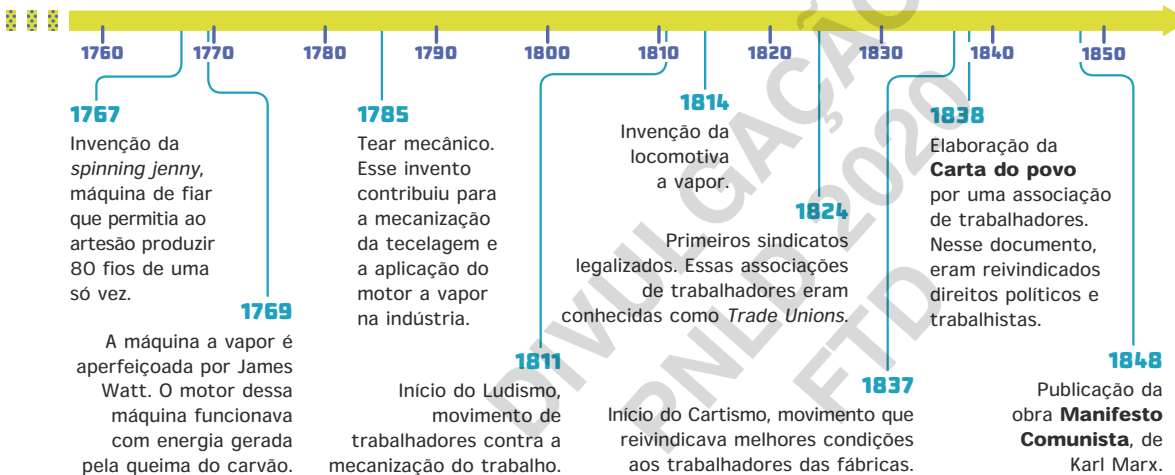 1760 1770 1780 1790 1800 1810 1820 1830 1840 1850
1767
Invenção da
spinning jenny,
máquina de fiar
que permitia ao
artesão produzir
80 fios de uma
só vez.
1769
A máquina a vapor é
aperfeiçoada por James
Watt. O motor dessa
máquina funcionava
com energia gerada
pela queima do carvão.
1785
Tear mecânico.
Esse invento
contribuiu para
a mecanização
da tecelagem e
a aplicação do
motor a vapor
na indústria.
1811
Início do Ludismo,
movimento de
trabalhadores contra a
mecanização do trabalho.
1814
Invenção da
locomotiva
a vapor.
1824
Primeiros sindicatos
legalizados. Essas associações
de trabalhadores eram
conhecidas como Trade Unions.
1837
Início do Cartismo, movimento que
reivindicava melhores condições
aos trabalhadores das fábricas.
1838
Elaboração da
Carta do povo
por uma associação
de trabalhadores.
Nesse documento,
eram reivindicados
direitos políticos e
trabalhistas.
1848
Publicação da
obra Manifesto
Comunista, de
Karl Marx.
DIVULGAÇÃO
PNLD 2020
FTD